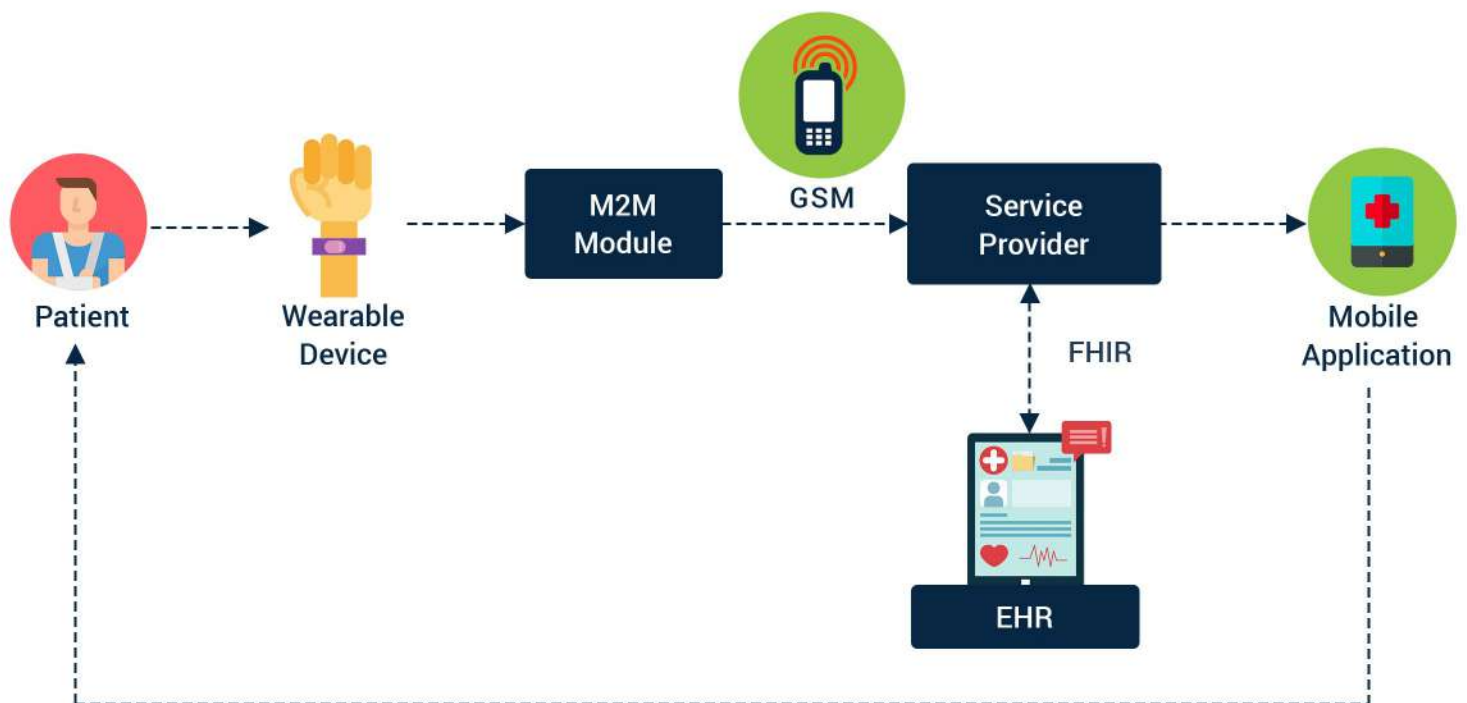 GSM
M2M
Module
Service
Provider
Patient
Wearable
Device
Mobile
Application
FHIR
EHR